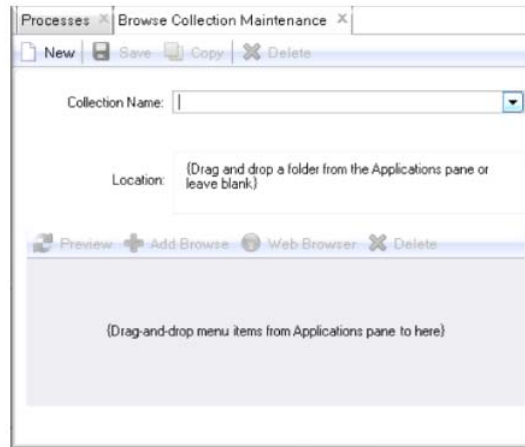 Processes Browse Collection Maintenance
New Save Copy Delete
Collection Name:
Location: {Drag and drop a folder from the Applications pane or
leave blank}
Preview Add Browse Web Browser Delete
{Drag-and-drop menu items from Applications pane to here}